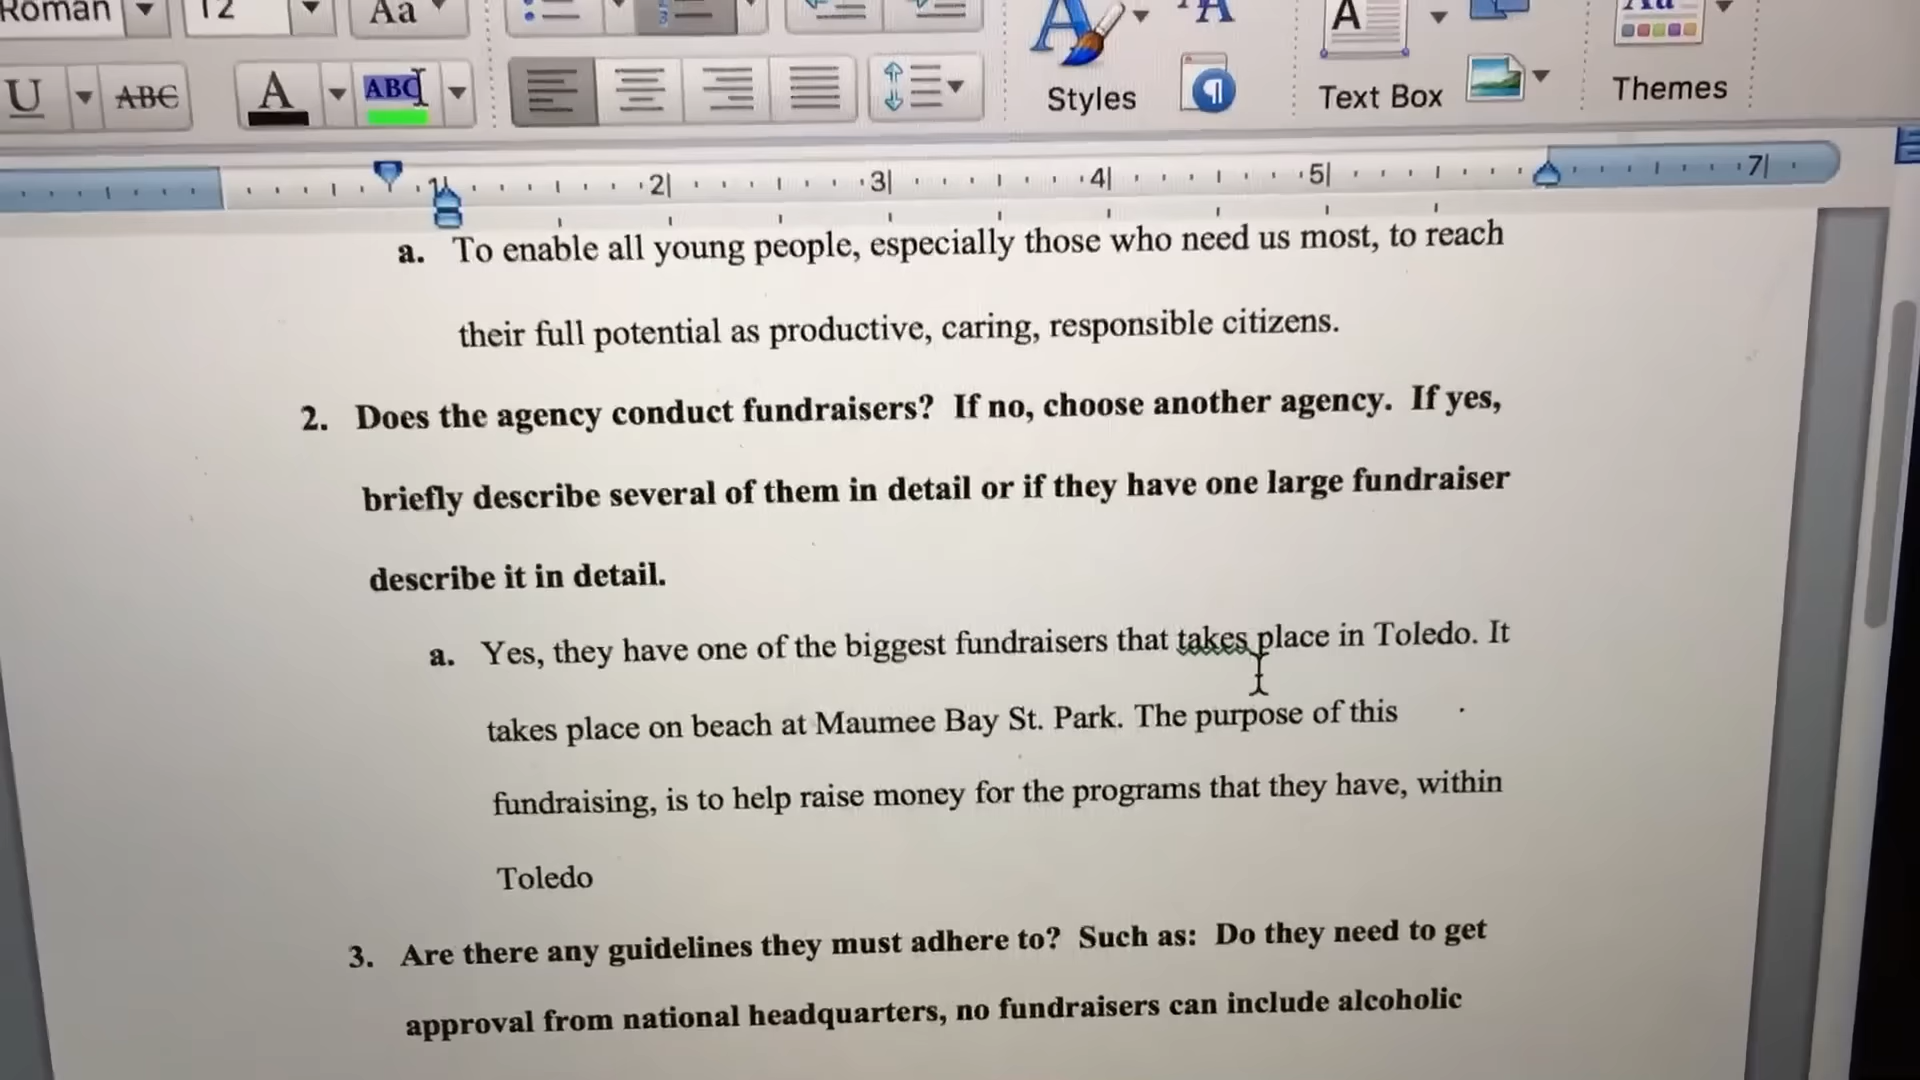 Roman 12 Aa
U ABC A ABC Styles Text Box Themes
1 2 3 4 5 7
a. To enable all young people, especially those who need us most, to reach
their full potential as productive, caring, responsible citizens.
2. Does the agency conduct fundraisers? If no, choose another agency. If yes,
briefly describe several of them in detail or if they have one large fundraiser
describe it in detail.
a. Yes, they have one of the biggest fundraisers that takes place in Toledo. It
takes place on beach at Maumee Bay St. Park. The purpose of this
fundraising, is to help raise money for the programs that they have, within
Toledo
3. Are there any guidelines they must adhere to? Such as: Do they need to get
approval from national headquarters, no fundraisers can include alcoholic